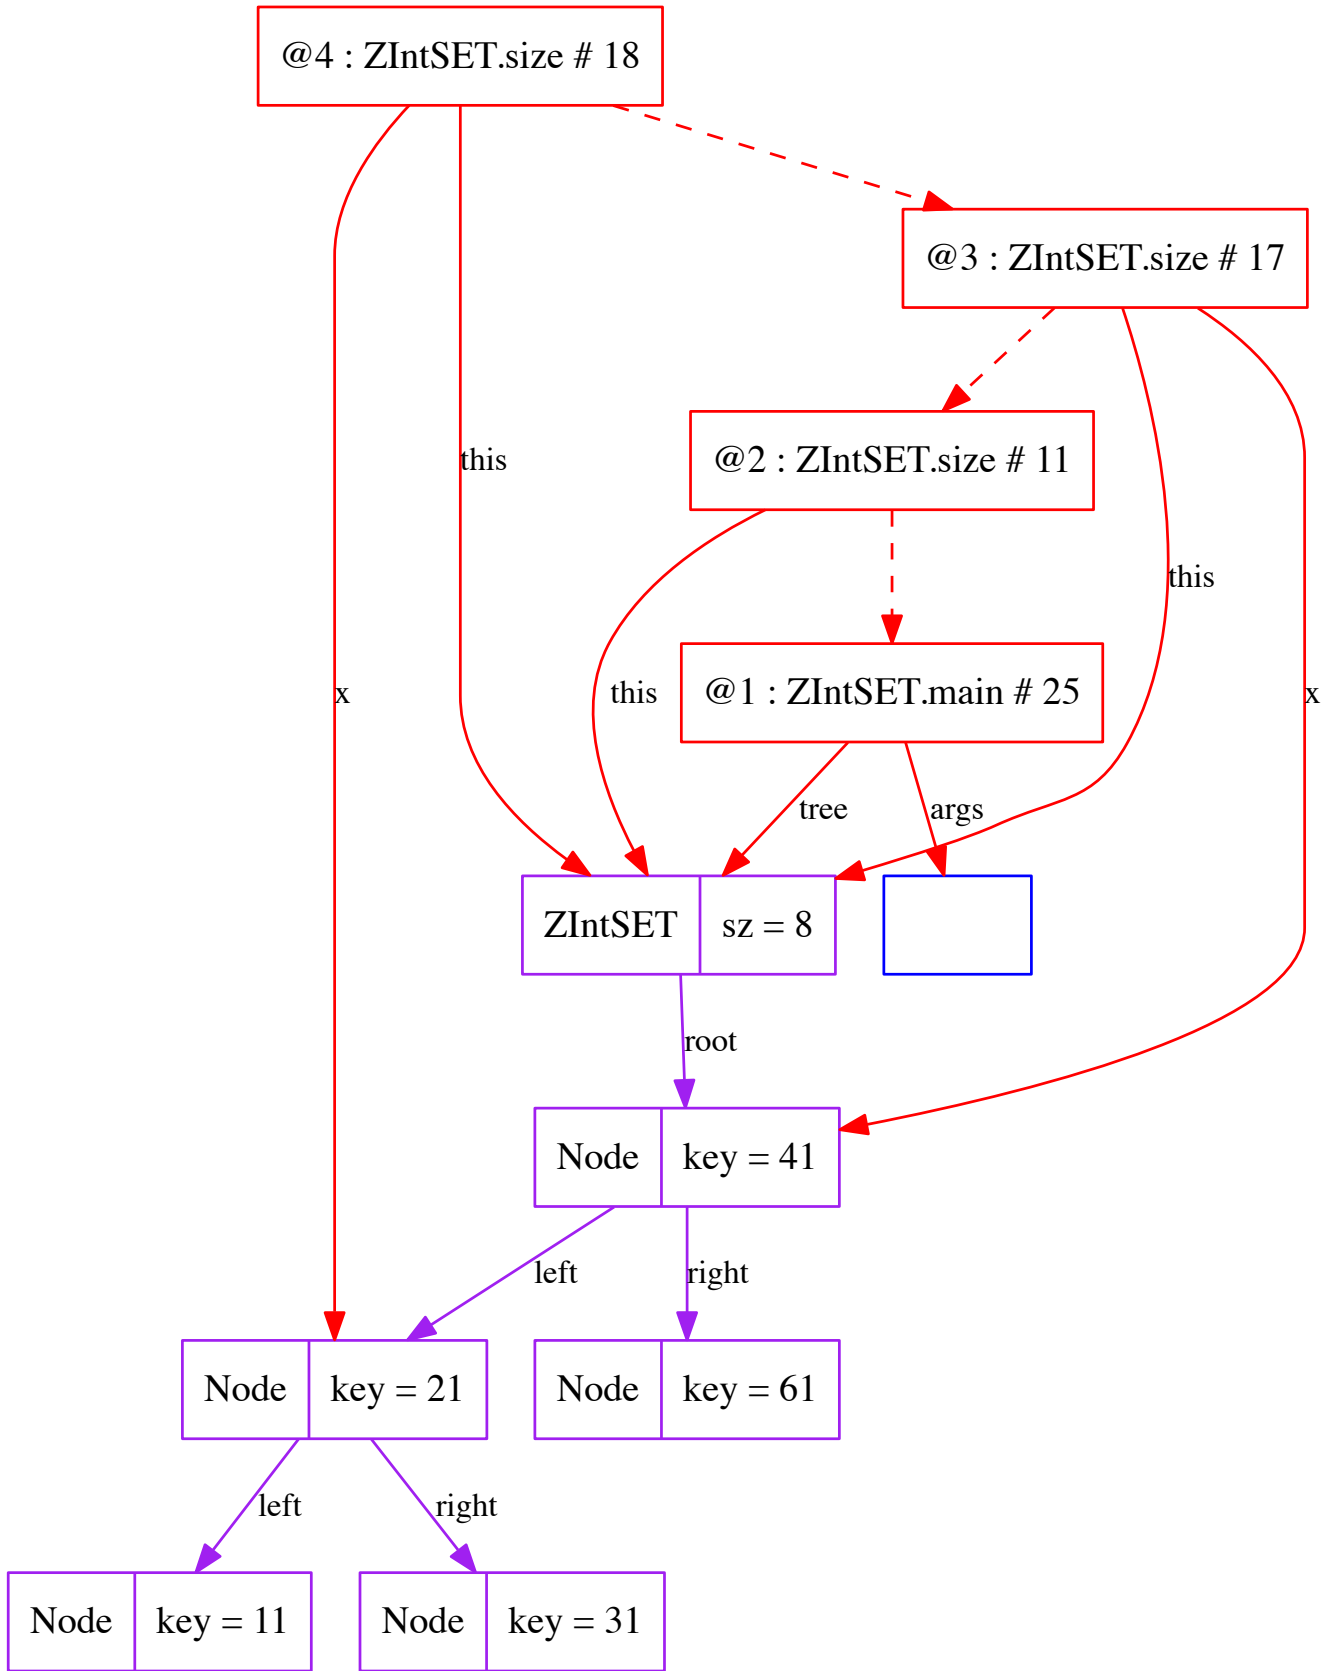 @4 : ZIntSET.size # 18
@3 : ZIntSET.size # 17
this
@2 : ZIntSET.size # 11
this
x
this
@1 : ZIntSET.main # 25
x
tree
args
ZIntSET
sz = 8
root
Node
key = 41
left
right
Node
key = 21
Node
key = 61
left
right
Node
key = 11
Node
key = 31